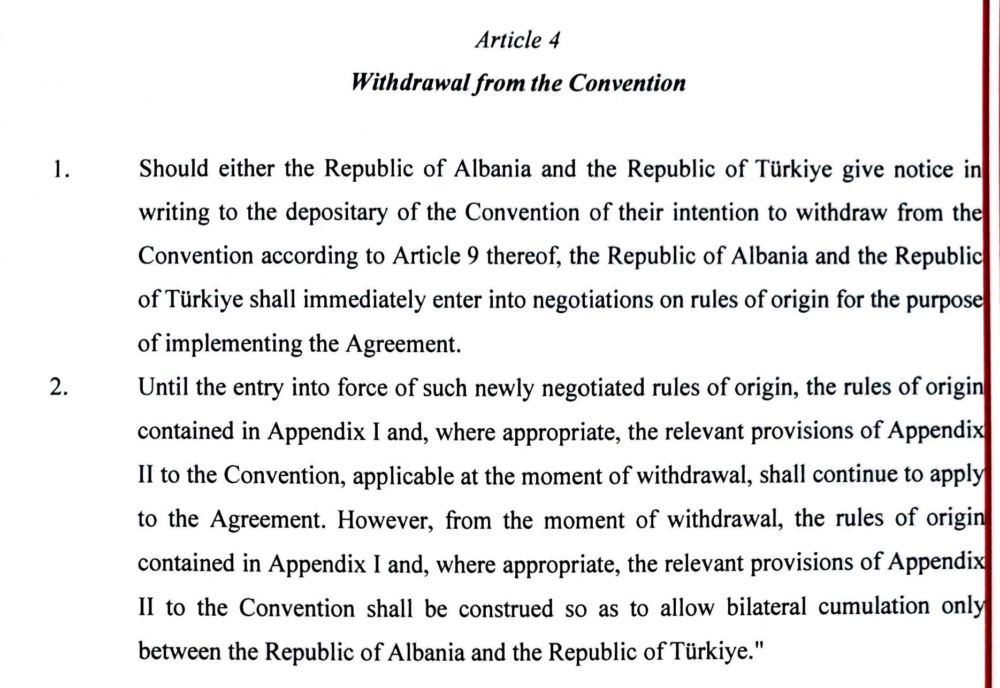 Article 4
Withdrawal from the Convention
1. Should either the Republic of Albania and the Republic of Türkiye give notice in
writing to the depositary of the Convention of their intention to withdraw from the
Convention according to Article 9 thereof, the Republic of Albania and the Republic
of Türkiye shall immediately enter into negotiations on rules of origin for the purpose
of implementing the Agreement.
2. Until the entry into force of such newly negotiated rules of origin, the rules of origin
contained in Appendix I and, where appropriate, the relevant provisions of Appendix
II to the Convention, applicable at the moment of withdrawal, shall continue to apply
to the Agreement. However, from the moment of withdrawal, the rules of origin
contained in Appendix I and, where appropriate, the relevant provisions of Appendix
II to the Convention shall be construed so as to allow bilateral cumulation only
between the Republic of Albania and the Republic of Türkiye."